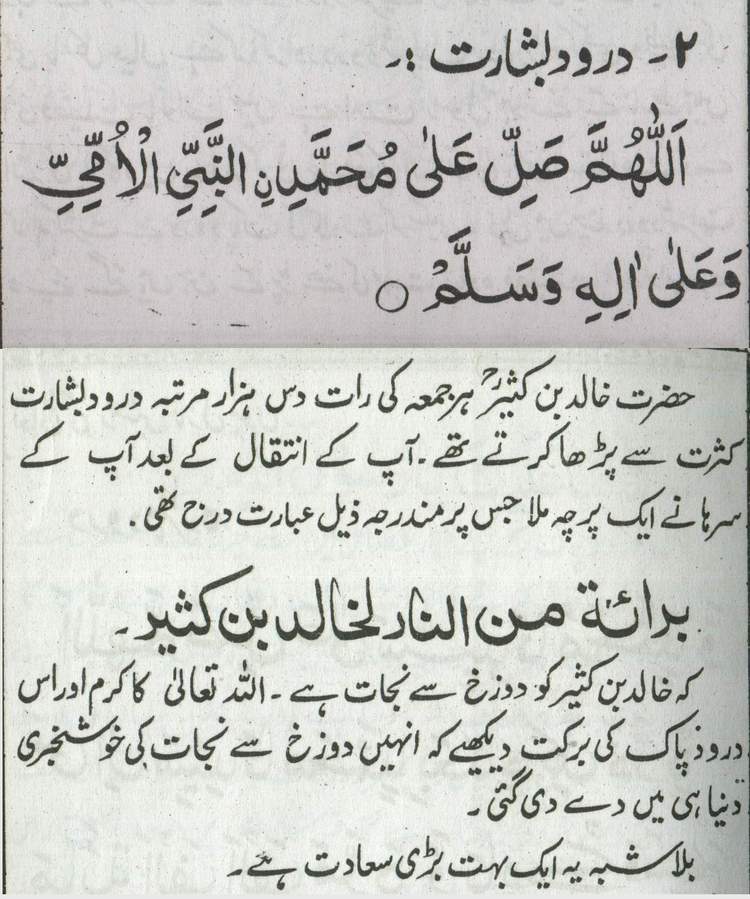 ۲۔ درود بشارت :۔
اَللّٰهُمَّ صَلِّ عَلٰى مُحَمَّدِنِ النَّبِيِّ الْاُمِّيِّ
وَعَلٰى اٰلِهٖ وَسَلَّمْ ○
حضرت خالد بن کثیرؒ ہر جمعہ کی رات دس ہزار مرتبہ درود بشارت
کثرت سے پڑھا کرتے تھے۔ آپ کے انتقال کے بعد آپ کے
سرہانے ایک پرچہ ملا جس پر مندرجہ ذیل عبارت درج تھی۔
برائة من النار لخالد بن کثیر۔
کہ خالد بن کثیر کو دوزخ سے نجات ہے۔ اللہ تعالیٰ کا کرم اور اس
درود پاک کی برکت دیکھیے کہ انہیں دوزخ سے نجات کی خوشخبری
دنیا ہی میں دے دی گئی۔
بلاشبہ یہ ایک بہت بڑی سعادت ہے۔